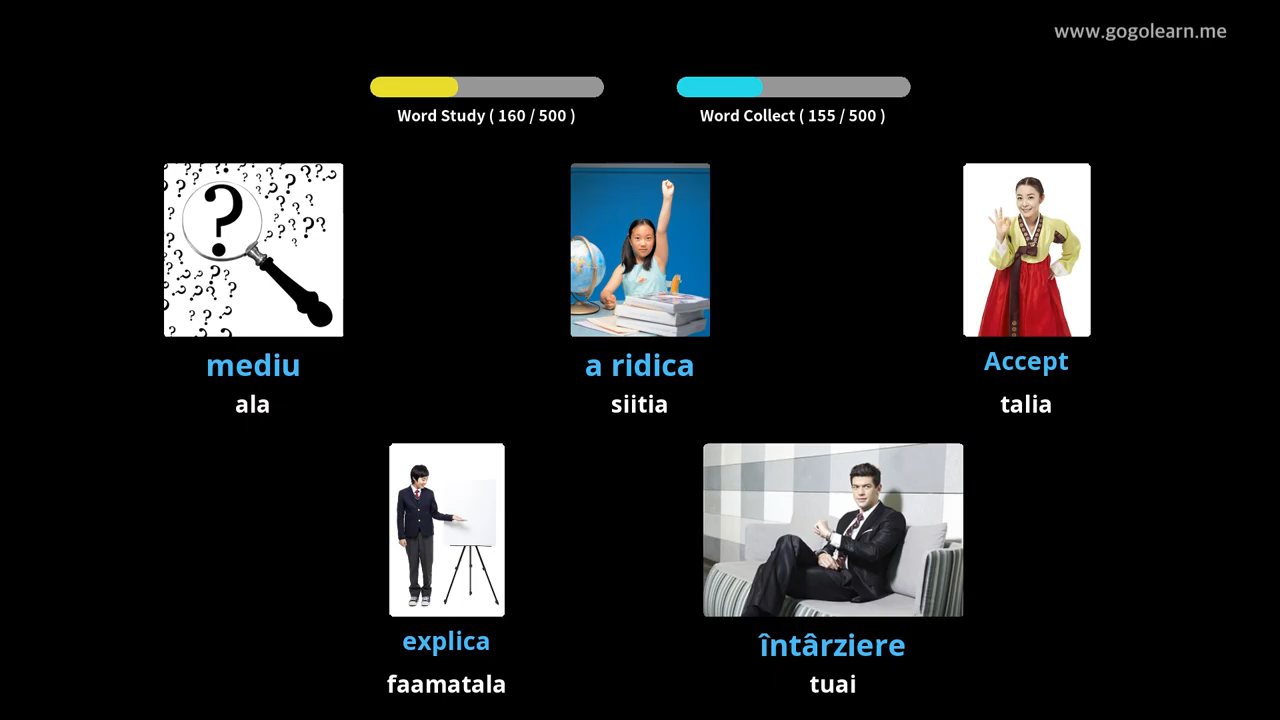 www.gogolearn.me
Word Study ( 160 / 500 )
Word Collect ( 155 / 500 )
mediu
ala
a ridica
siitia
Accept
talia
explica
faamatala
întârziere
tuai